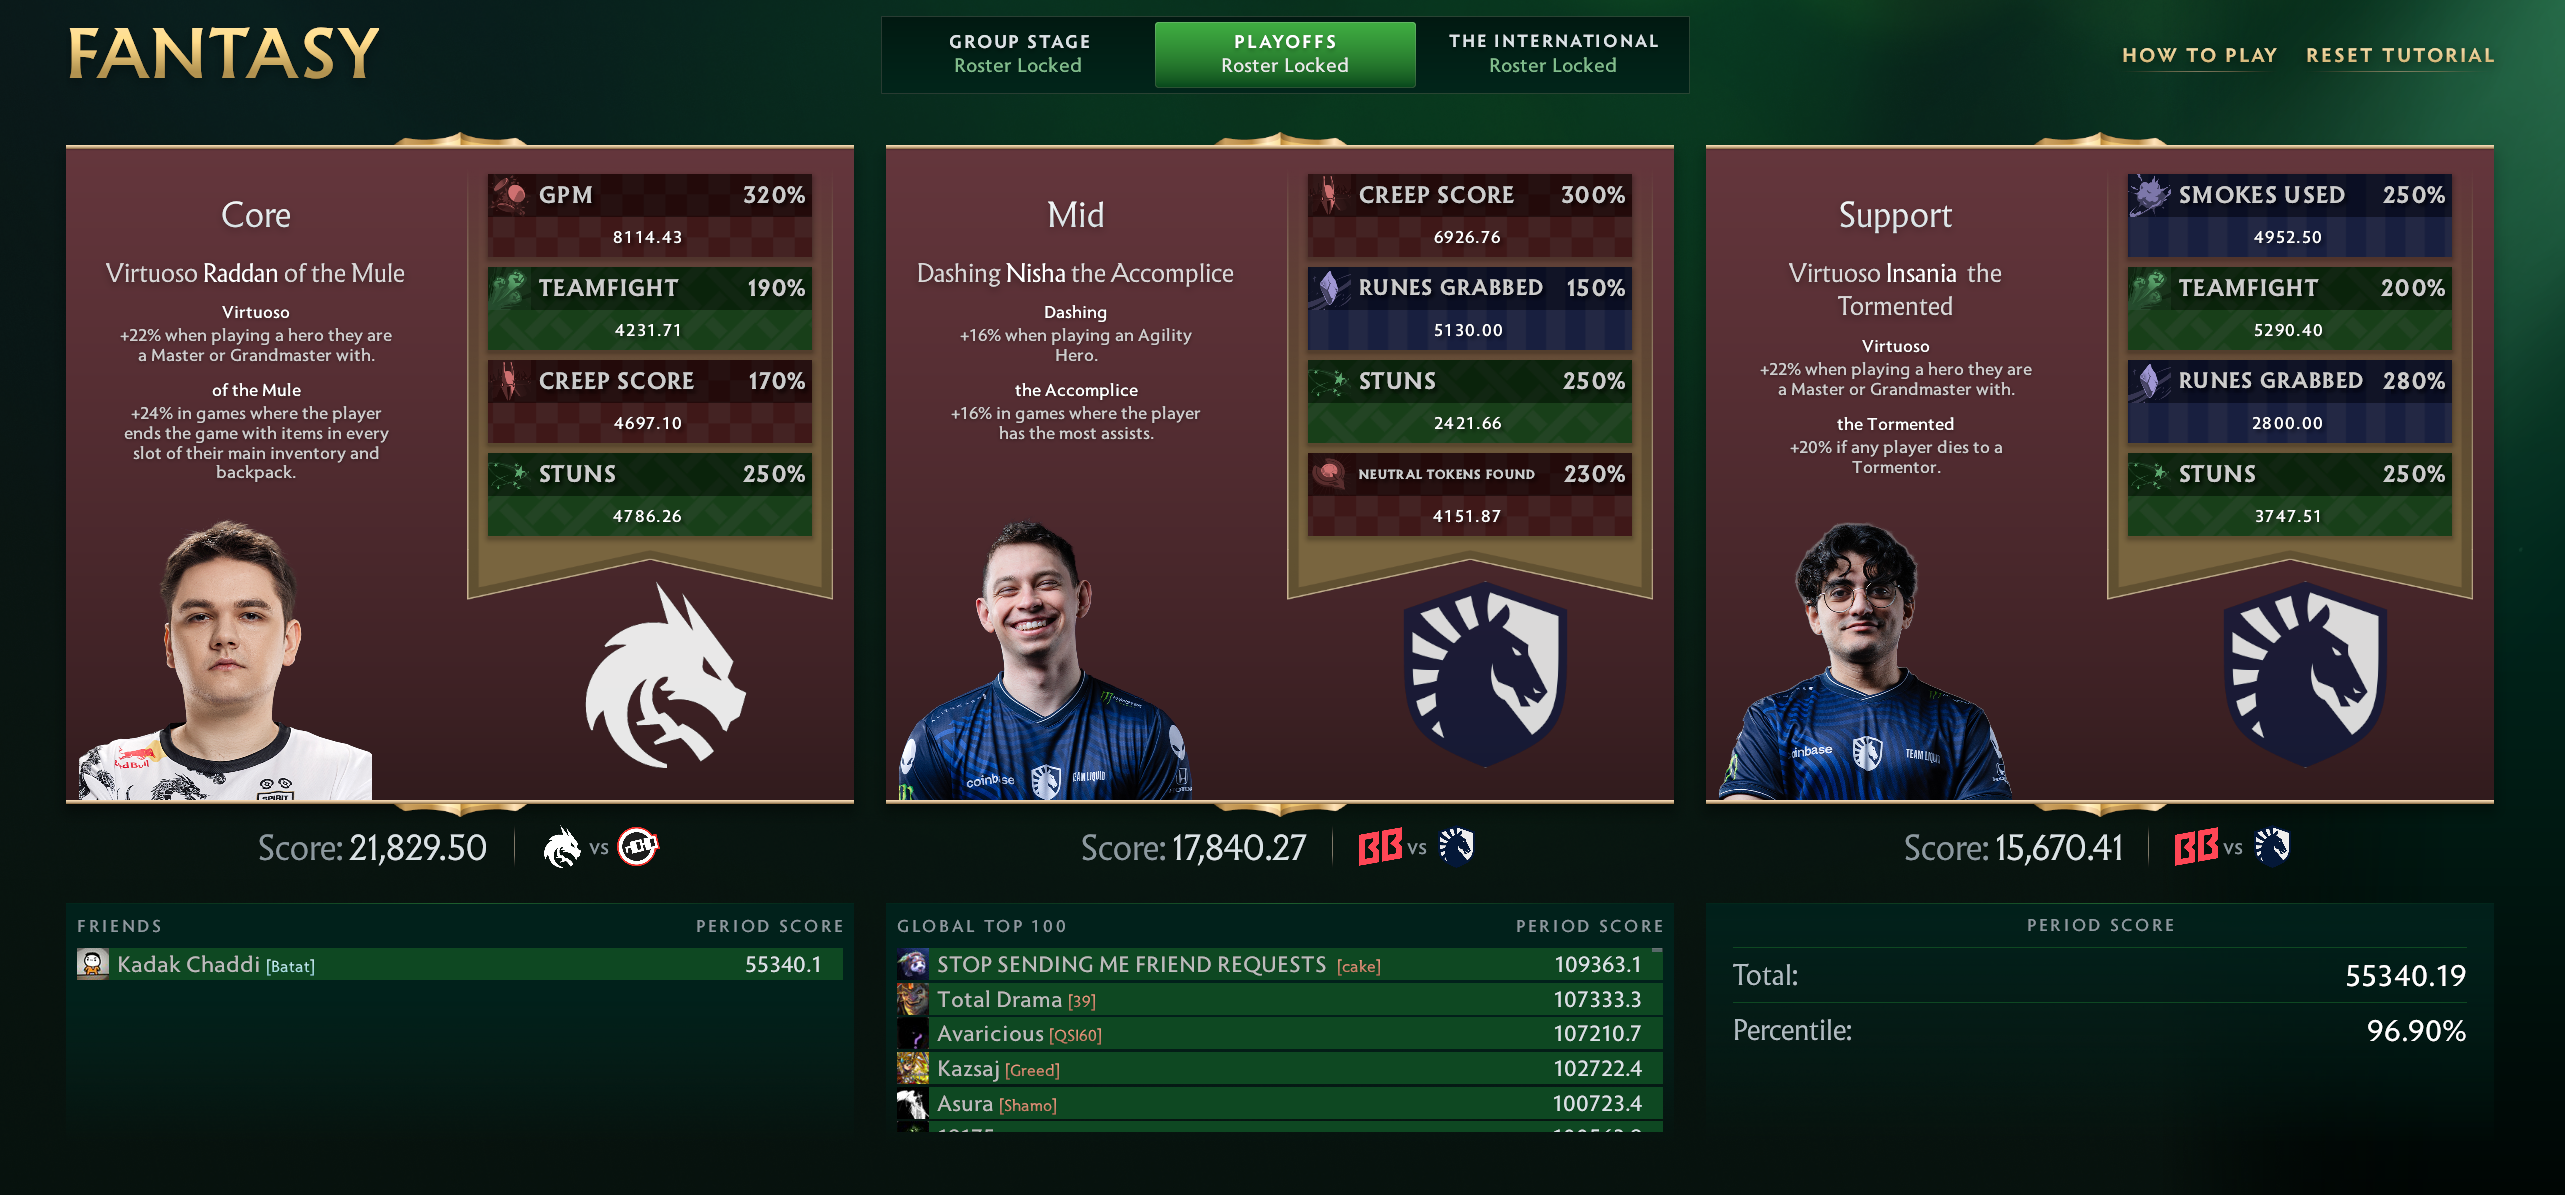 FANTASY
GROUP STAGE
Roster Locked
PLAYOFFS
Roster Locked
THE INTERNATIONAL
Roster Locked
HOW TO PLAY
RESET TUTORIAL
Core
Virtuoso Raddan of the Mule
Virtuoso
+22% when playing a hero they are
a Master or Grandmaster with.
of the Mule
+24% in games where the player
ends the game with items in every
slot of their main inventory and
backpack.
GPM 320%
8114.43
TEAMFIGHT 190%
4231.71
CREEP SCORE 170%
4697.10
STUNS 250%
4786.26
Score: 21,829.50
vs
Mid
Dashing Nisha the Accomplice
Dashing
+16% when playing an Agility
Hero.
the Accomplice
+16% in games where the player
has the most assists.
CREEP SCORE 300%
6926.76
RUNES GRABBED 150%
5130.00
STUNS 250%
2421.66
NEUTRAL TOKENS FOUND 230%
4151.87
coinbase
TEAM LIQUID
Score: 17,840.27
BB vs
Support
Virtuoso Insania the
Tormented
Virtuoso
+22% when playing a hero they are
a Master or Grandmaster with.
the Tormented
+20% if any player dies to a
Tormentor.
SMOKES USED 250%
4952.50
TEAMFIGHT 200%
5290.40
RUNES GRABBED 280%
2800.00
STUNS 250%
3747.51
coinbase
TEAM LIQUID
Score: 15,670.41
BB vs
FRIENDS PERIOD SCORE
Kadak Chaddi [Batat] 55340.1
GLOBAL TOP 100 PERIOD SCORE
STOP SENDING ME FRIEND REQUESTS [cake] 109363.1
Total Drama [39] 107333.3
Avaricious [QSI60] 107210.7
Kazsaj [Greed] 102722.4
Asura [Shamo] 100723.4
PERIOD SCORE
Total: 55340.19
Percentile: 96.90%